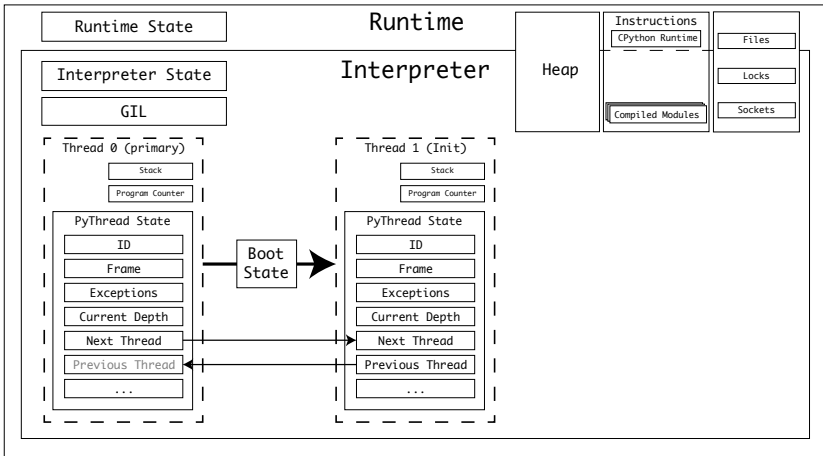 Runtime State
Runtime
Instructions
CPython Runtime
Files
Interpreter State
Interpreter
Heap
Locks
GIL
Compiled Modules
Sockets
Thread 0 (primary)
Stack
Program Counter
PyThread State
ID
Frame
Exceptions
Current Depth
Next Thread
Previous Thread
...
Boot
State
Thread 1 (Init)
Stack
Program Counter
PyThread State
ID
Frame
Exceptions
Current Depth
Next Thread
Previous Thread
...